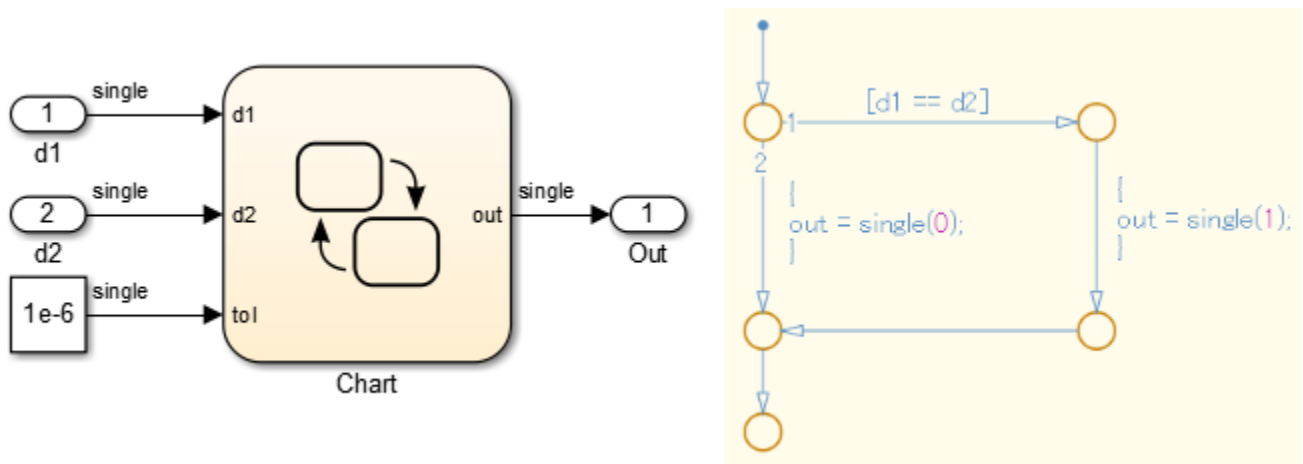 single
1
d1
d1
single
2
d2
d2
single
1e-6
tol
out
single
1
Out
Chart
[d1 == d2]
1
2
{
out = single(0);
}
{
out = single(1);
}